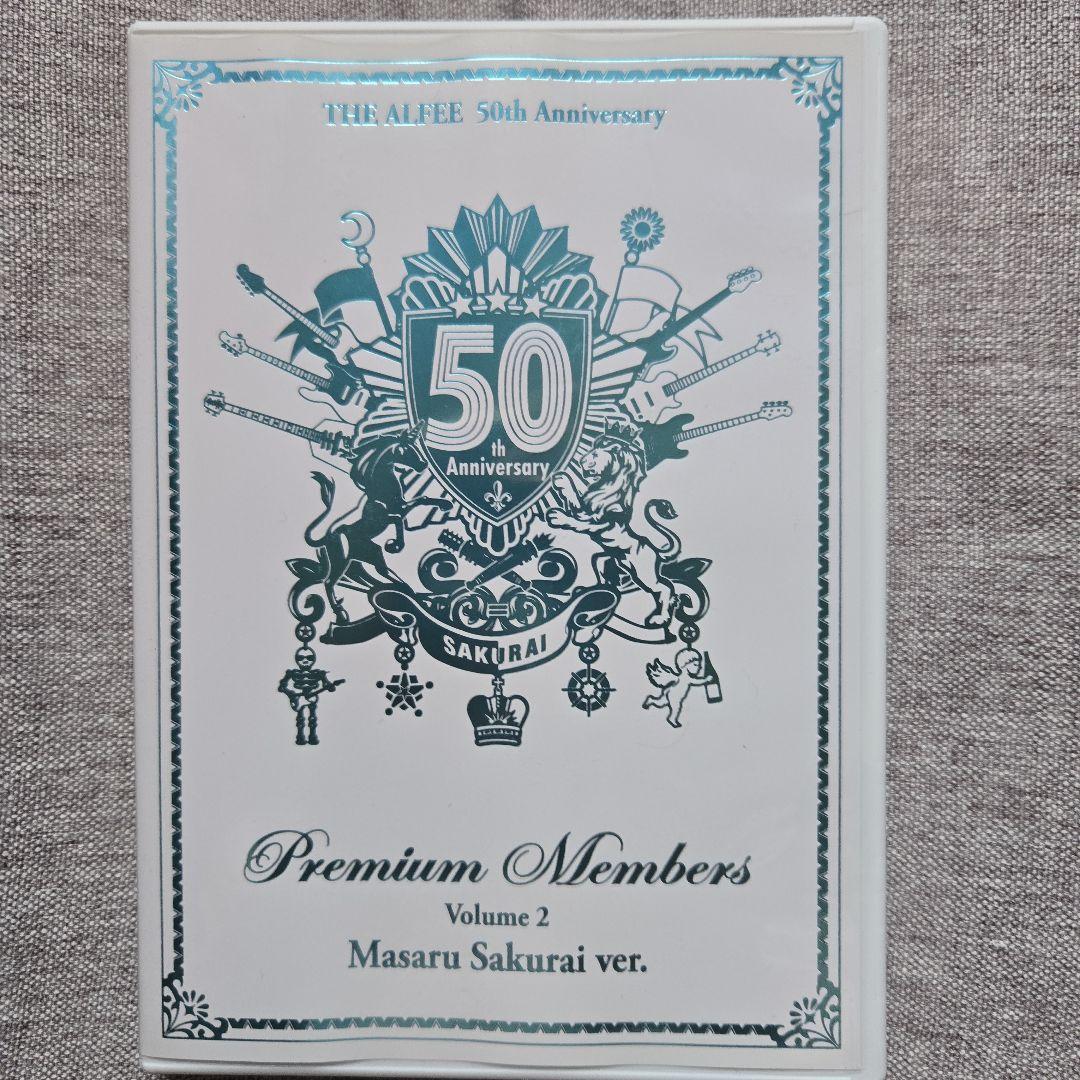 THE ALFEE 50th Anniversary
50
th
Anniversary
SAKURAI
Premium Members
Volume 2
Masaru Sakurai ver.